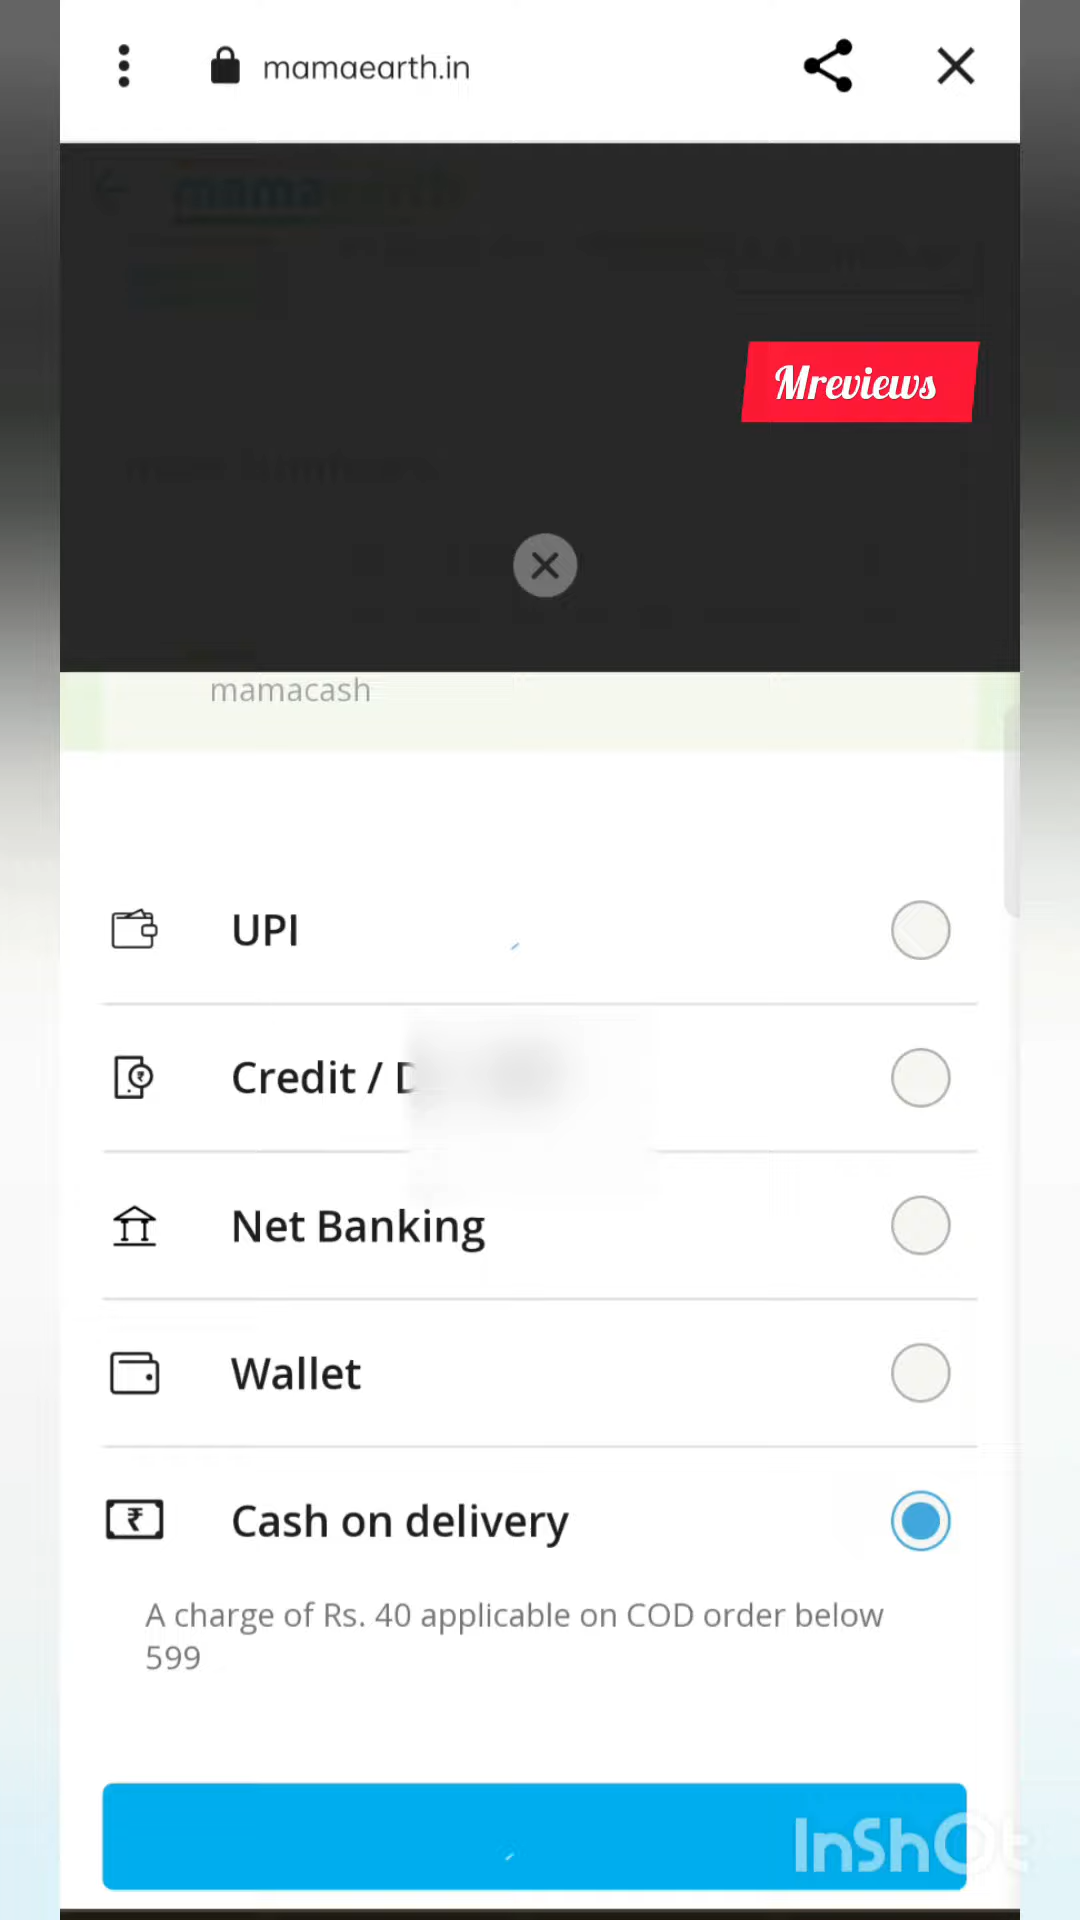 mamaearth.in
Mreviews
mamacash
UPI
Credit / D
Net Banking
Wallet
Cash on delivery
A charge of Rs. 40 applicable on COD order below
599
InShOt